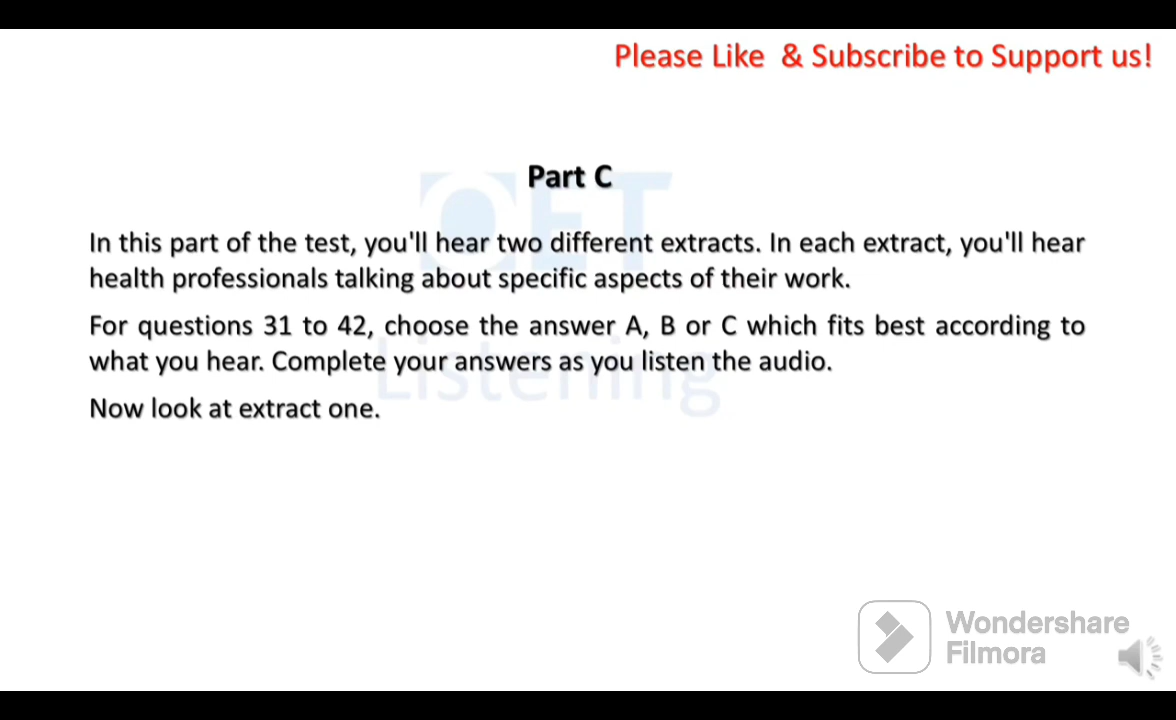 Please Like & Subscribe to Support us!
Part C
OET
In this part of the test, you'll hear two different extracts. In each extract, you'll hear
health professionals talking about specific aspects of their work.
For questions 31 to 42, choose the answer A, B or C which fits best according to
what you hear. Complete your answers as you listen the audio.
Listening
Now look at extract one.
Wondershare
Filmora